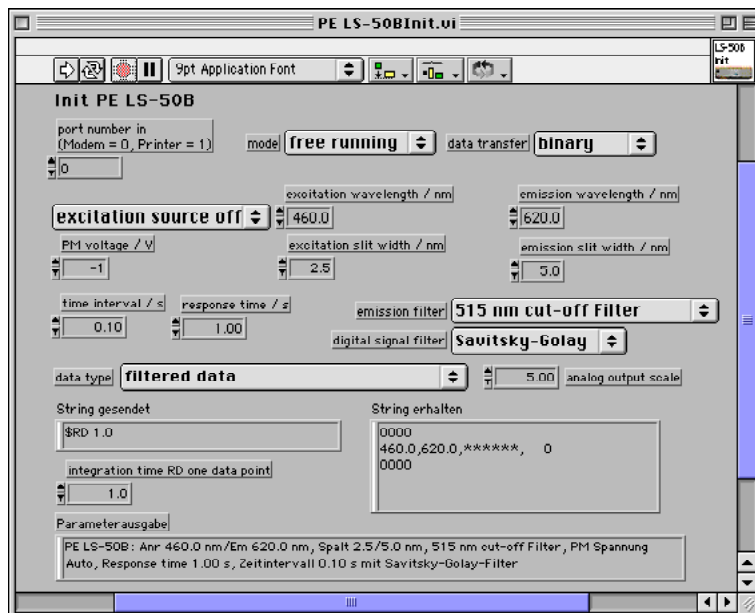 PE LS-50BInit.vi
9pt Application Font
LS-50B
Init
Init PE LS-50B
port number in
(Modem = 0, Printer = 1)
0
mode free running data transfer binary
excitation wavelength / nm emission wavelength / nm
excitation source off 460.0 620.0
PM voltage / V excitation slit width / nm emission slit width / nm
-1 2.5 5.0
time interval / s response time / s
0.10 1.00
emission filter 515 nm cut-off Filter
digital signal filter Savitsky-Golay
data type filtered data 5.00 analog output scale
String gesendet
$RD 1.0
String erhalten
0000
460.0,620.0,******, 0
0000
integration time RD one data point
1.0
Parameterausgabe
PE LS-50B: Anr 460.0 nm/Em 620.0 nm, Spalt 2.5/5.0 nm, 515 nm cut-off Filter, PM Spannung
Auto, Response time 1.00 s, Zeitintervall 0.10 s mit Savitsky-Golay-Filter